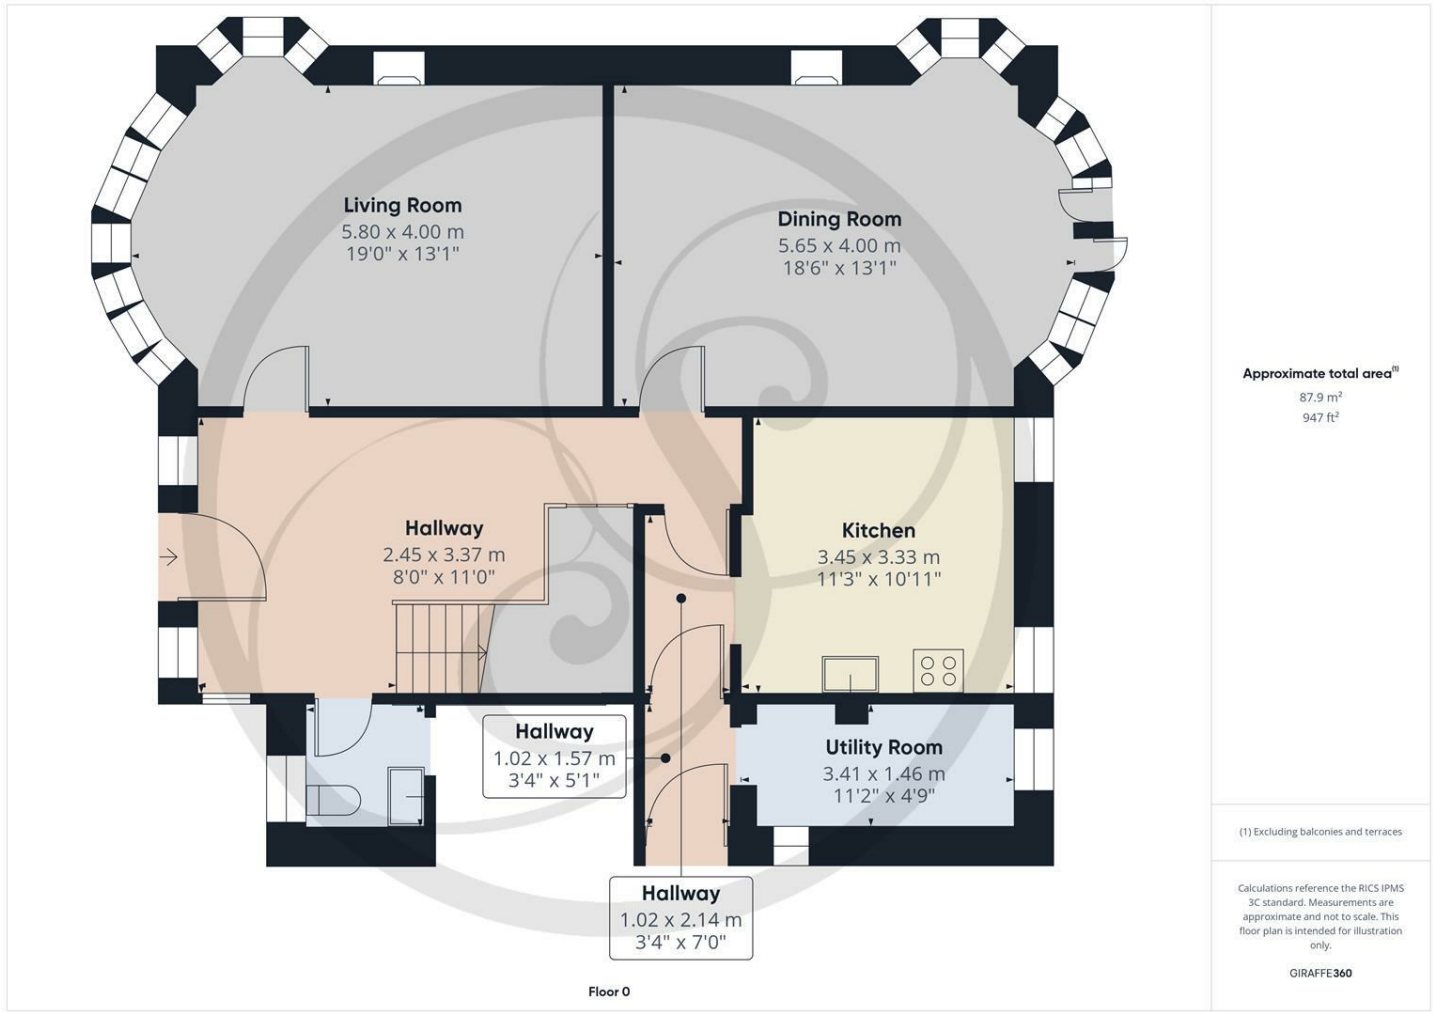 Living Room
5.80 x 4.00 m
19'0" x 13'1"
Dining Room
5.65 x 4.00 m
18'6" x 13'1"
Hallway
2.45 x 3.37 m
8'0" x 11'0"
Kitchen
3.45 x 3.33 m
11'3" x 10'11"
Hallway
1.02 x 1.57 m
3'4" x 5'1"
Utility Room
3.41 x 1.46 m
11'2" x 4'9"
Hallway
1.02 x 2.14 m
3'4" x 7'0"
Floor 0
Approximate total area(1)
87.9 m²
947 ft²
(1) Excluding balconies and terraces
Calculations reference the RICS IPMS
3C standard. Measurements are
approximate and not to scale. This
floor plan is intended for illustration
only.
GIRAFFE360